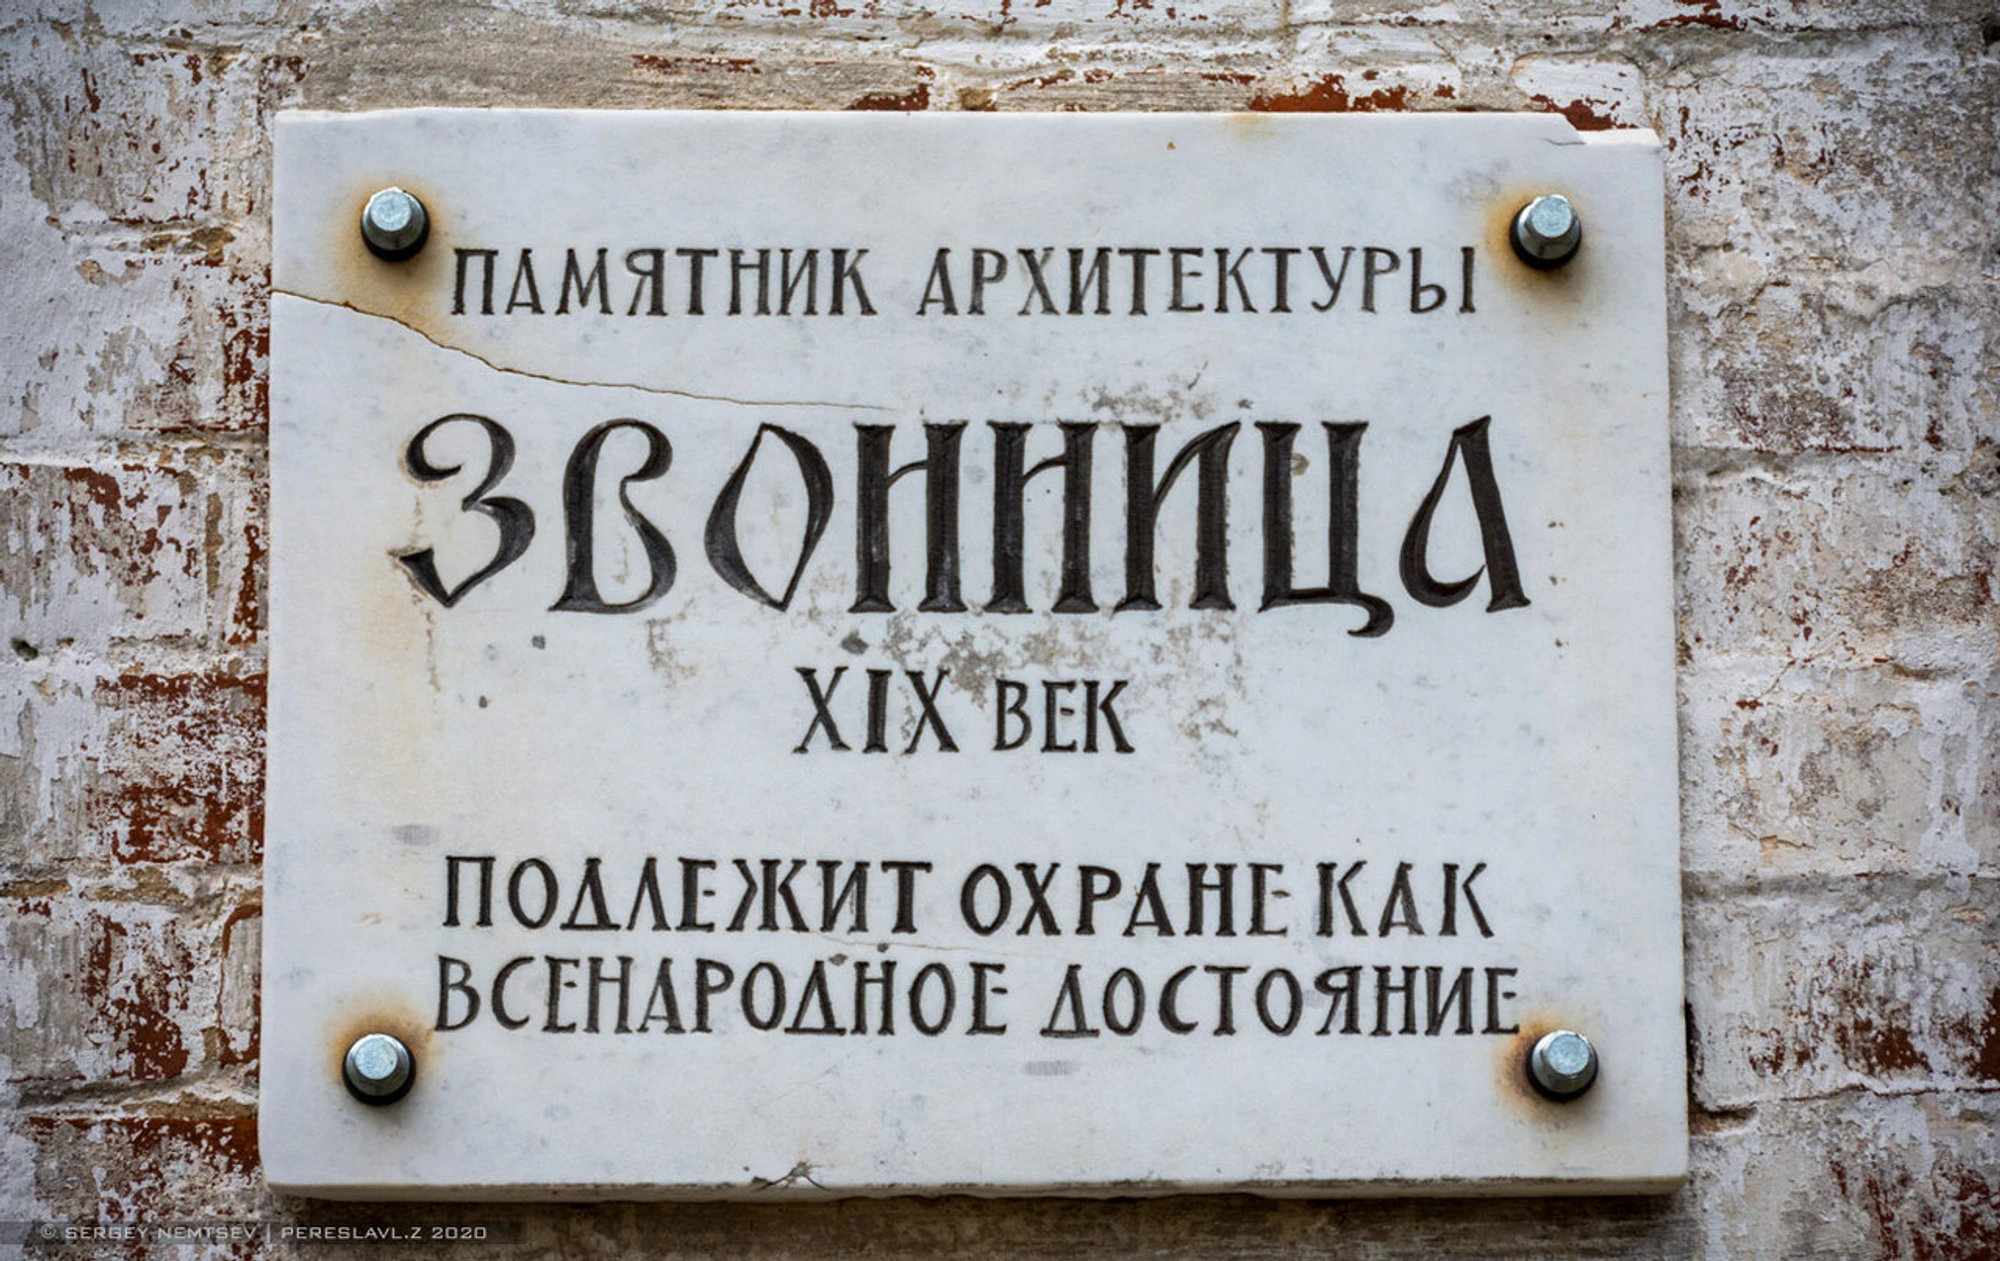 ПАМЯТНИК АРХИТЕКТУРЫ
ЗВОННИЦА
XIX ВЕК
ПОДЛЕЖИТ ОХРАНЕ КАК
ВСЕНАРОДНОЕ ДОСТОЯНИЕ
© SERGEY NEMTSEV | PERESLAVL.Z 2020